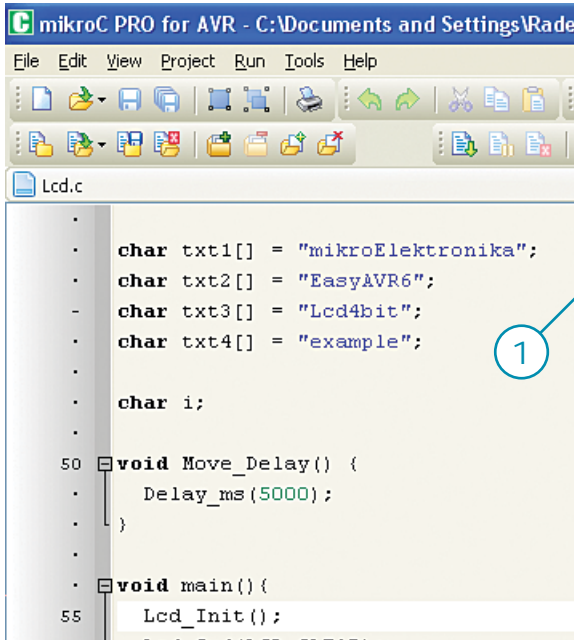 mikroC PRO for AVR - C:\Documents and Settings\Rade
File Edit View Project Run Tools Help
Lcd.c
char txt1[] = "mikroElektronika";
char txt2[] = "EasyAVR6";
char txt3[] = "Lcd4bit";
char txt4[] = "example";
1
char i;
50 void Move_Delay() {
Delay_ms(5000);
}
void main(){
55 Lcd_Init();